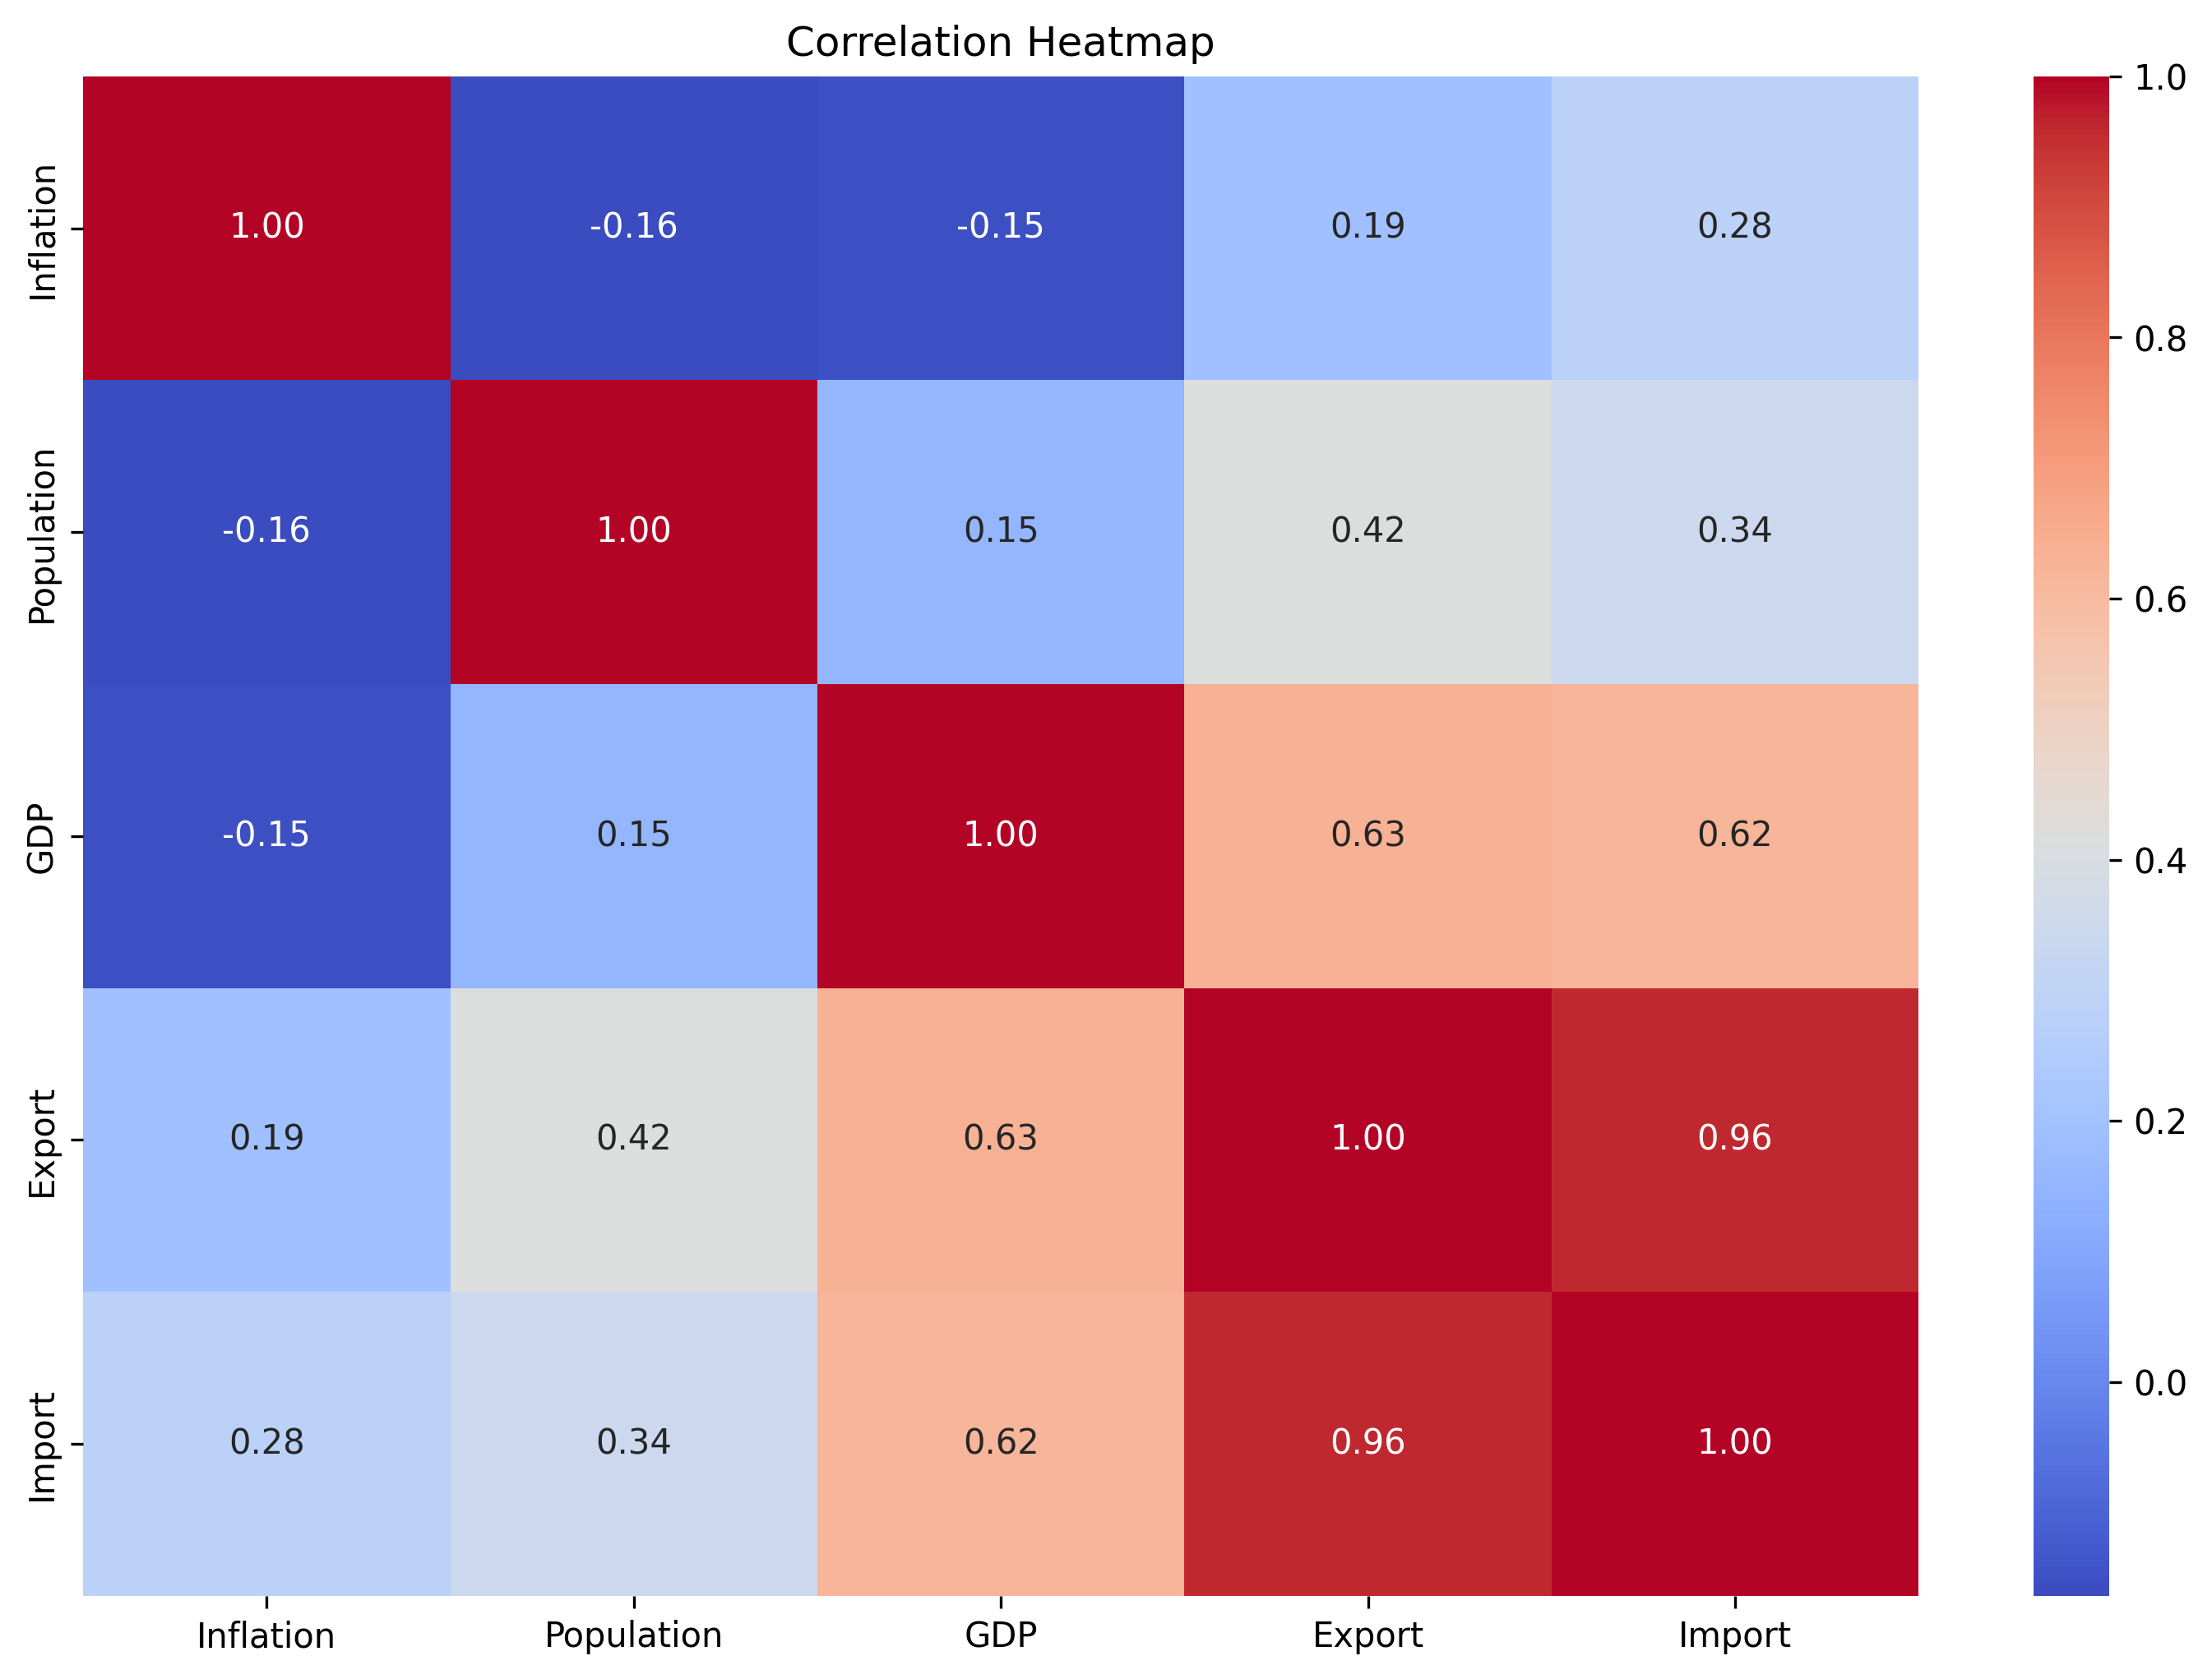 Correlation Heatmap
Inflation 1.00 -0.16 -0.15 0.19 0.28
Population -0.16 1.00 0.15 0.42 0.34
GDP -0.15 0.15 1.00 0.63 0.62
Export 0.19 0.42 0.63 1.00 0.96
Import 0.28 0.34 0.62 0.96 1.00
Inflation Population GDP Export Import
1.0
0.8
0.6
0.4
0.2
0.0